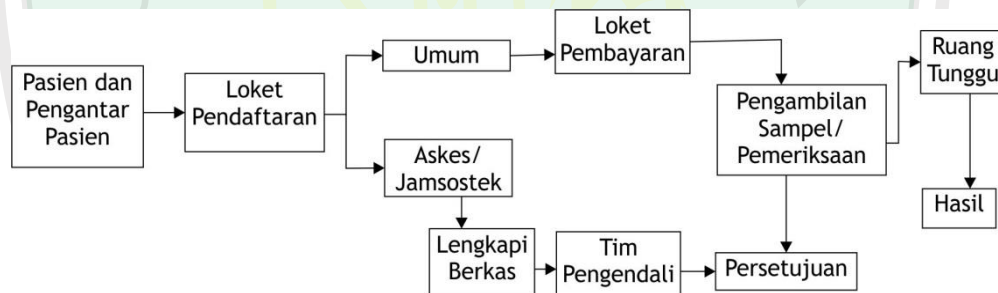 Pasien dan
Pengantar
Pasien
Loket
Pendaftaran
Umum
Loket
Pembayaran
Askes/
Jamsostek
Lengkapi
Berkas
Tim
Pengendali
Persetujuan
Pengambilan
Sampel/
Pemeriksaan
Ruang
Tunggu
Hasil